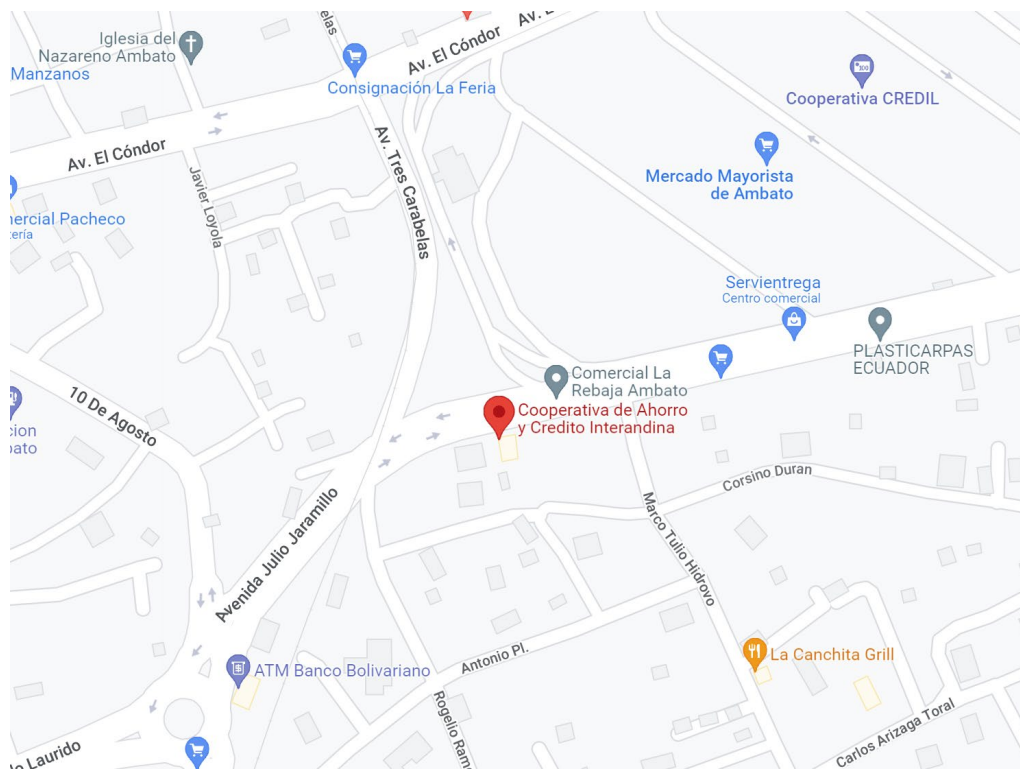 Av. El Cóndor
Iglesia del
Nazareno Ambato
Manzanos
Consignación La Feria
Cooperativa CREDIL
Av. El Cóndor
Av. Tres Carabelas
Javier Loyola
Mercado Mayorista
de Ambato
Pacheco
Servientrega
Centro comercial
PLASTICARPAS
ECUADOR
Comercial La
Rebaja Ambato
Cooperativa de Ahorro
y Credito Interandina
10 De Agosto
Corsino Duran
Marco Tulio Hidrovo
Avenida Julio Jaramillo
Antonio Pl.
La Canchita Grill
ATM Banco Bolivariano
Rogelio
Carlos Arizaga Toral
Laurido